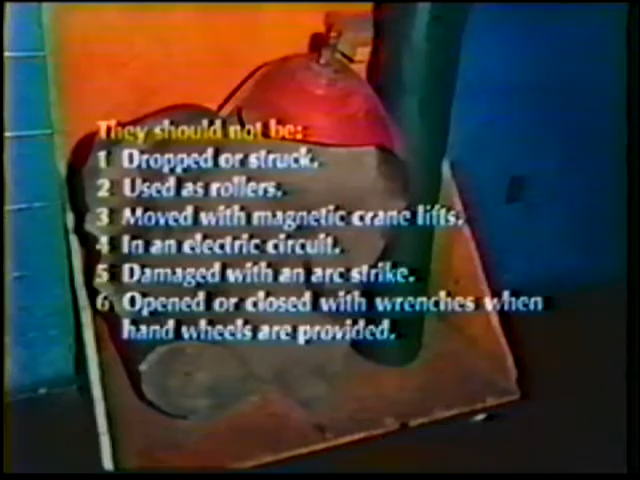 They should not be:
1 Dropped or struck.
2 Used as rollers.
3 Moved with magnetic crane lifts.
4 In an electric circuit.
5 Damaged with an arc strike.
6 Opened or closed with wrenches when
hand wheels are provided.